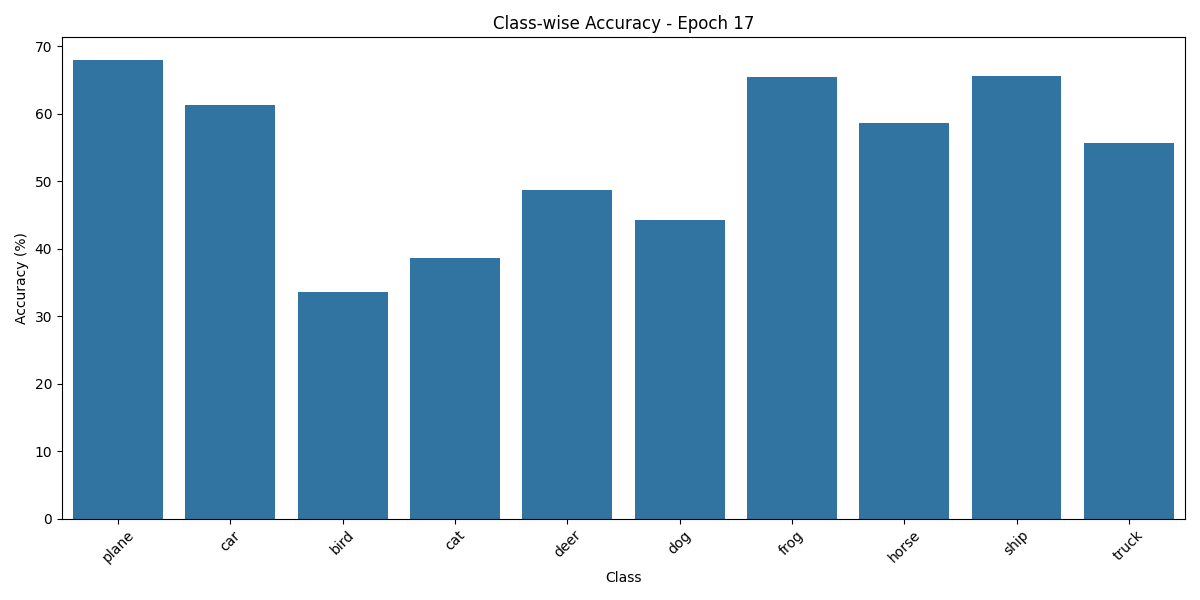 Class-wise Accuracy - Epoch 17
Accuracy (%)
70
60
50
40
30
20
10
0
plane
car
bird
cat
deer
dog
frog
horse
ship
truck
Class